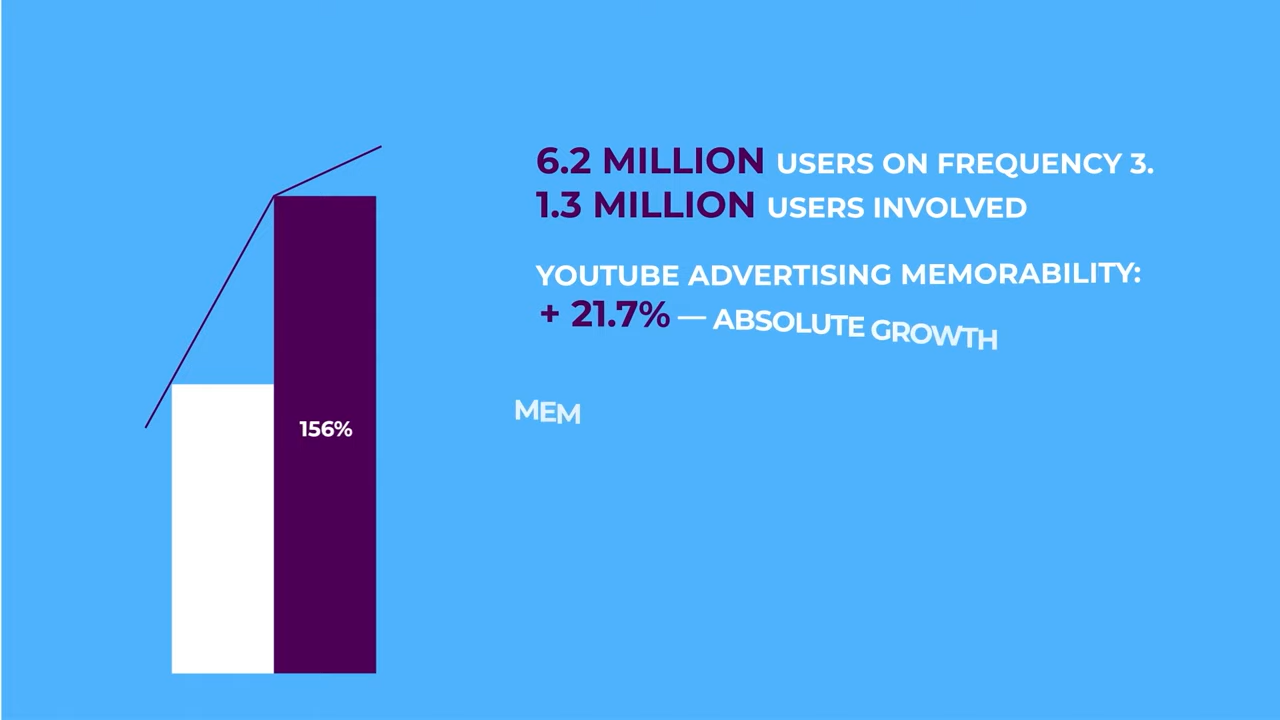 6.2 MILLION USERS ON FREQUENCY 3.
1.3 MILLION USERS INVOLVED
YOUTUBE ADVERTISING MEMORABILITY:
+ 21.7% — ABSOLUTE GROWTH
MEM
156%